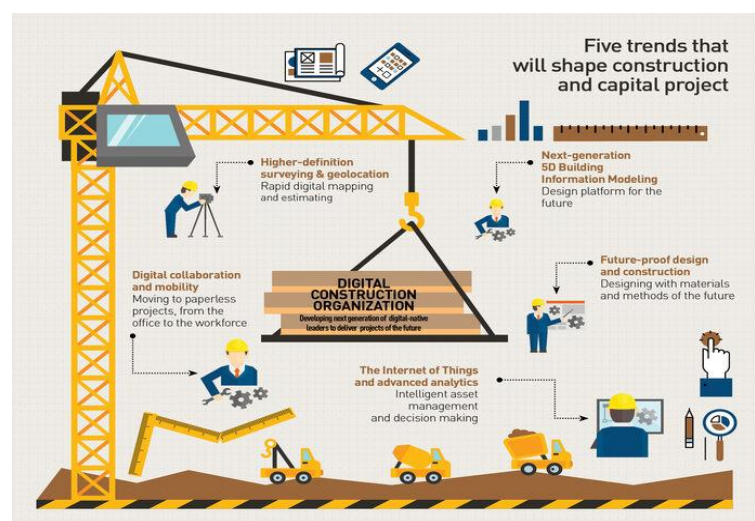 Five trends that
will shape construction
and capital project
Higher-definition
surveying & geolocation
Rapid digital mapping
and estimating
Next-generation
5D Building
Information Modeling
Design platform for the
future
Digital collaboration
and mobility
Moving to paperless
projects, from the
office to the workforce
DIGITAL
CONSTRUCTION
ORGANIZATION
Developing next generation of digital-native
leaders to deliver projects of the future
Future-proof design
and construction
Designing with materials
and methods of the future
The Internet of Things
and advanced analytics
Intelligent asset
management
and decision making